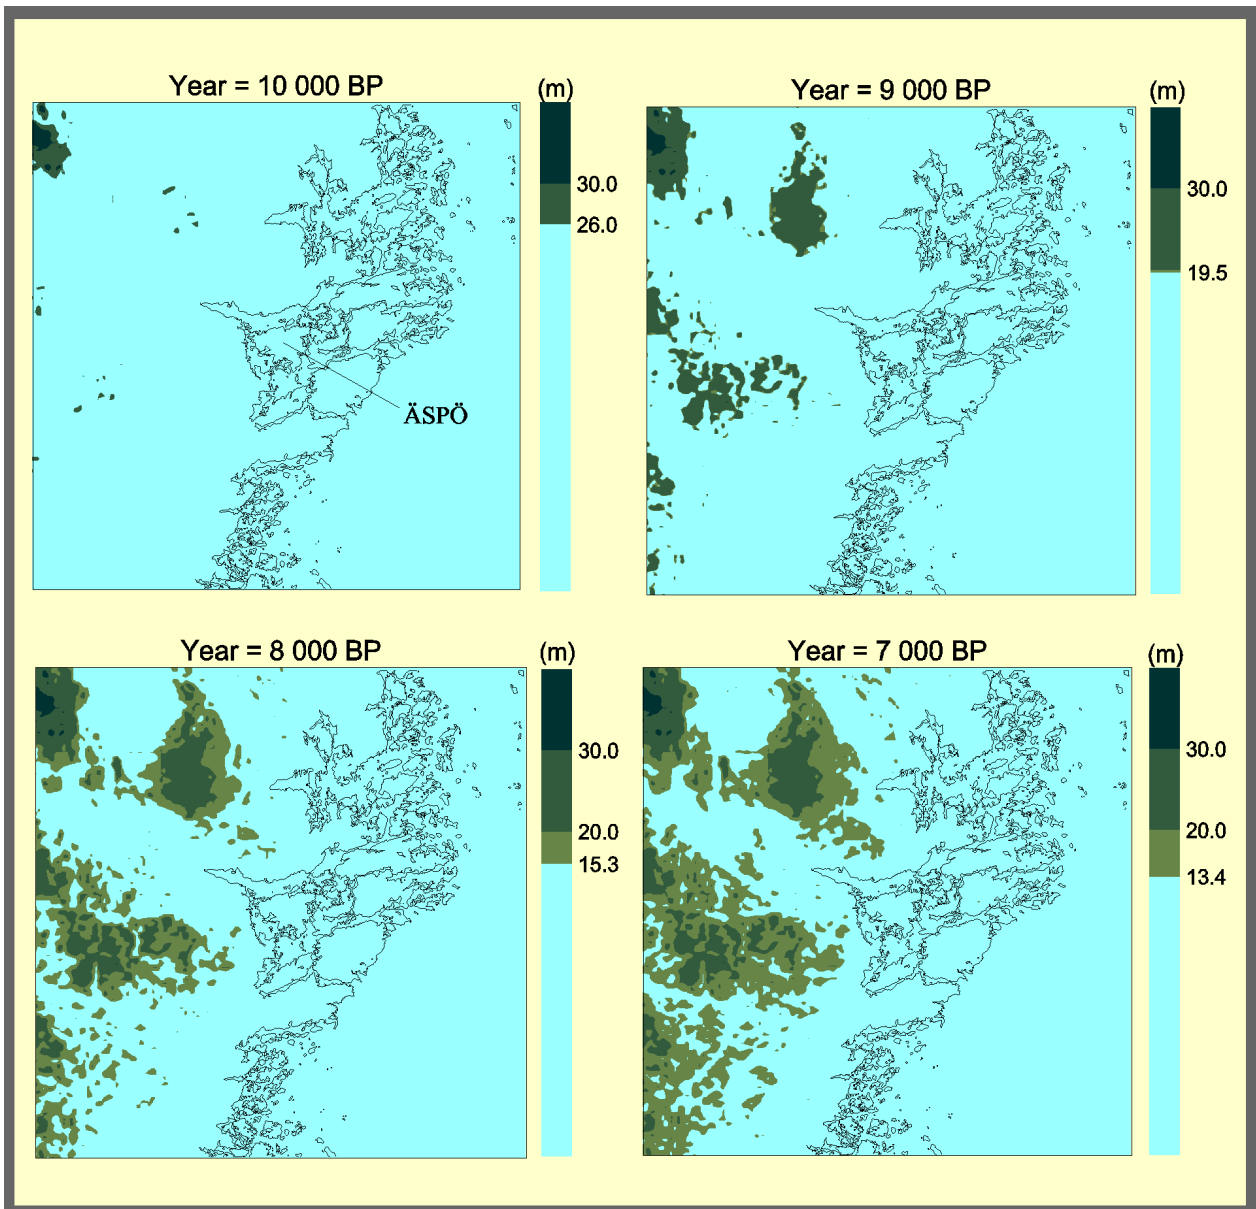 Year = 10 000 BP
(m)
30.0
26.0
ÄSPÖ
Year = 9 000 BP
(m)
30.0
19.5
Year = 8 000 BP
(m)
30.0
20.0
15.3
Year = 7 000 BP
(m)
30.0
20.0
13.4